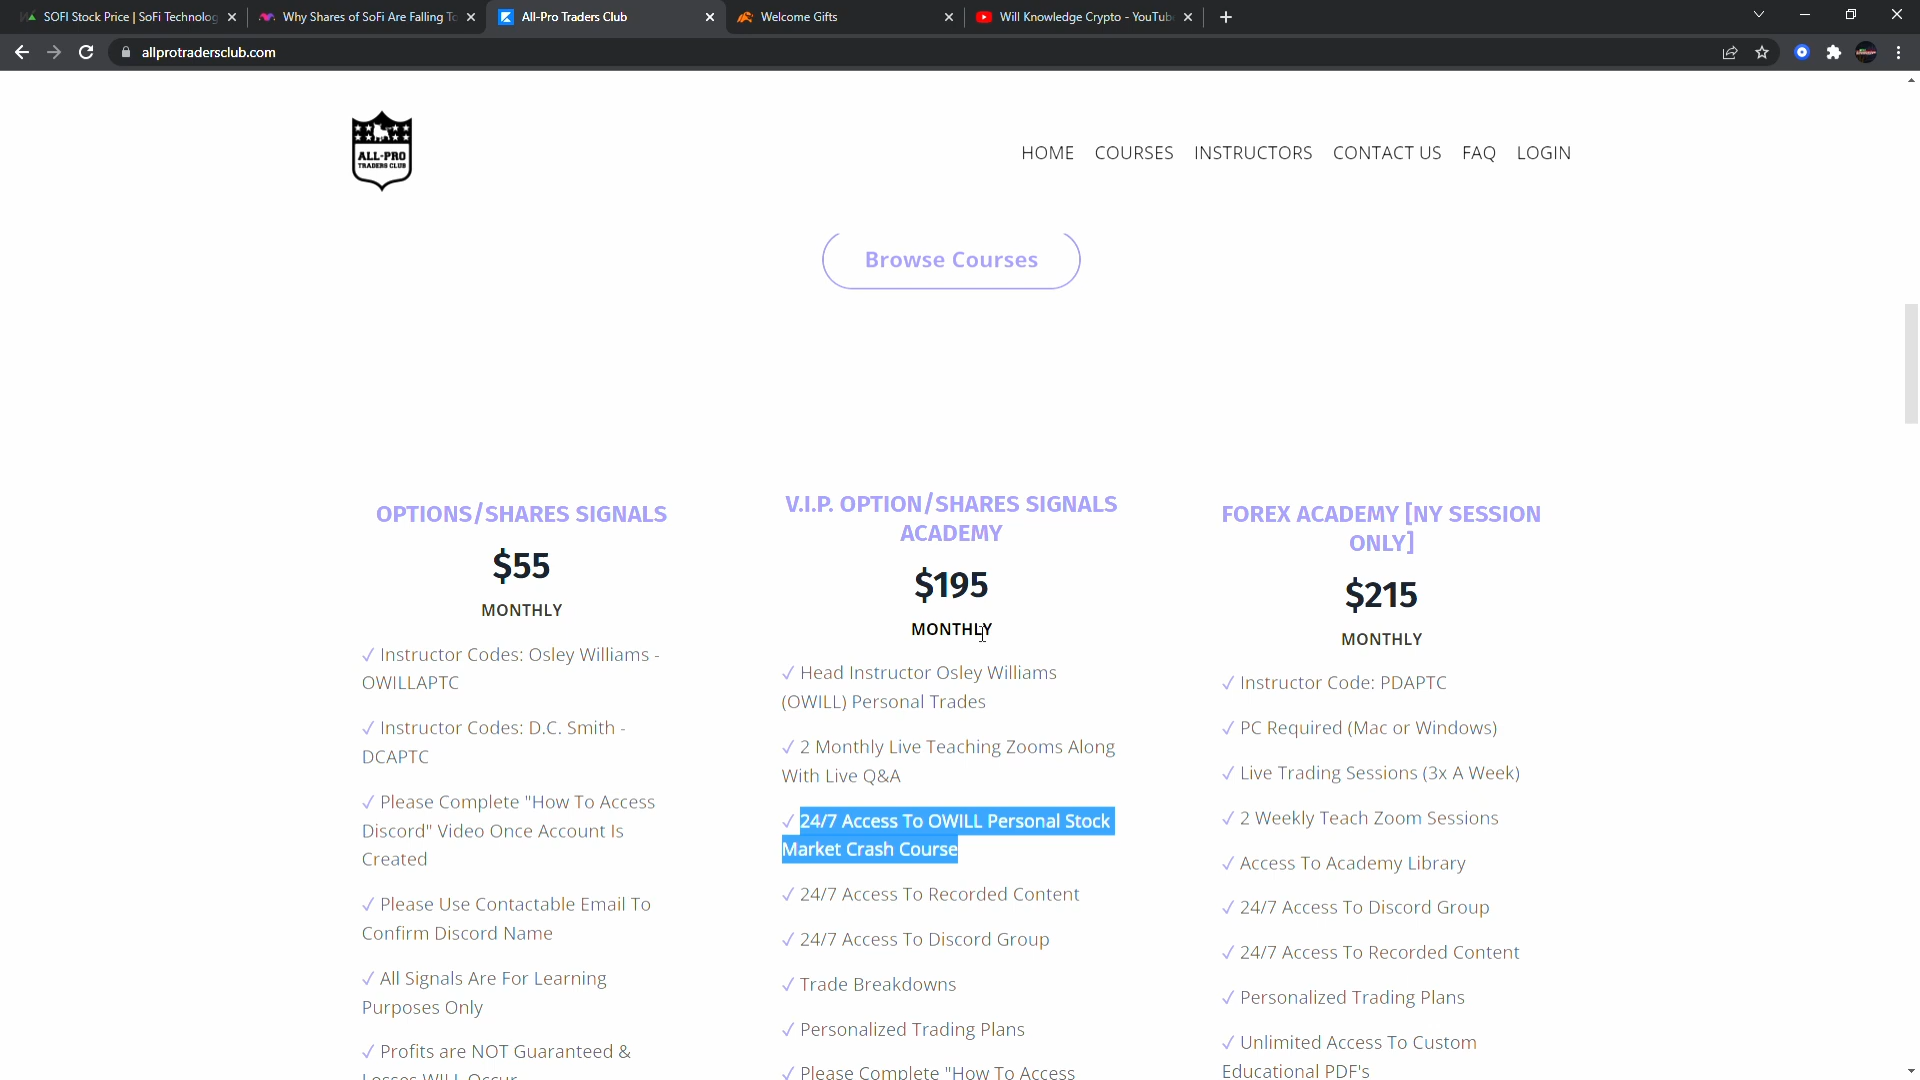 SOFI Stock Price | SoFi Technolog
Why Shares of SoFi Are Falling To
All-Pro Traders Club
Welcome Gifts
Will Knowledge Crypto - YouTub
allprotradersclub.com
ALL-PRO
TRADERS CLUB
HOME
COURSES
INSTRUCTORS
CONTACT US
FAQ
LOGIN
Browse Courses
OPTIONS/SHARES SIGNALS
$55
MONTHLY
✓ Instructor Codes: Osley Williams -
OWILLAPTC
✓ Instructor Codes: D.C. Smith -
DCAPTC
✓ Please Complete "How To Access
Discord" Video Once Account Is
Created
✓ Please Use Contactable Email To
Confirm Discord Name
✓ All Signals Are For Learning
Purposes Only
✓ Profits are NOT Guaranteed &
Losses WILL Occur
V.I.P. OPTION/SHARES SIGNALS
ACADEMY
$195
MONTHLY
✓ Head Instructor Osley Williams
(OWILL) Personal Trades
✓ 2 Monthly Live Teaching Zooms Along
With Live Q&A
✓ 24/7 Access To OWILL Personal Stock
Market Crash Course
✓ 24/7 Access To Recorded Content
✓ 24/7 Access To Discord Group
✓ Trade Breakdowns
✓ Personalized Trading Plans
✓ Please Complete "How To Access
FOREX ACADEMY [NY SESSION
ONLY]
$215
MONTHLY
✓ Instructor Code: PDAPTC
✓ PC Required (Mac or Windows)
✓ Live Trading Sessions (3x A Week)
✓ 2 Weekly Teach Zoom Sessions
✓ Access To Academy Library
✓ 24/7 Access To Discord Group
✓ 24/7 Access To Recorded Content
✓ Personalized Trading Plans
✓ Unlimited Access To Custom
Educational PDF's